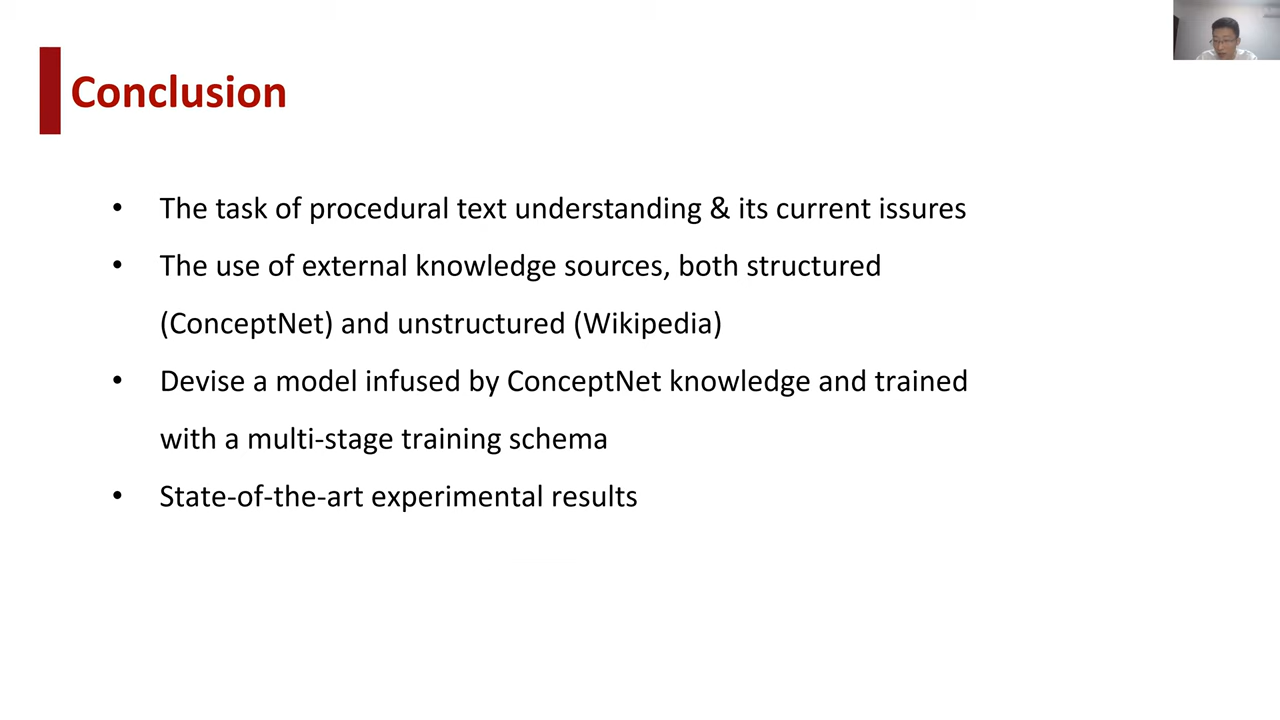 Conclusion
• The task of procedural text understanding & its current issures
• The use of external knowledge sources, both structured
(ConceptNet) and unstructured (Wikipedia)
• Devise a model infused by ConceptNet knowledge and trained
with a multi-stage training schema
• State-of-the-art experimental results